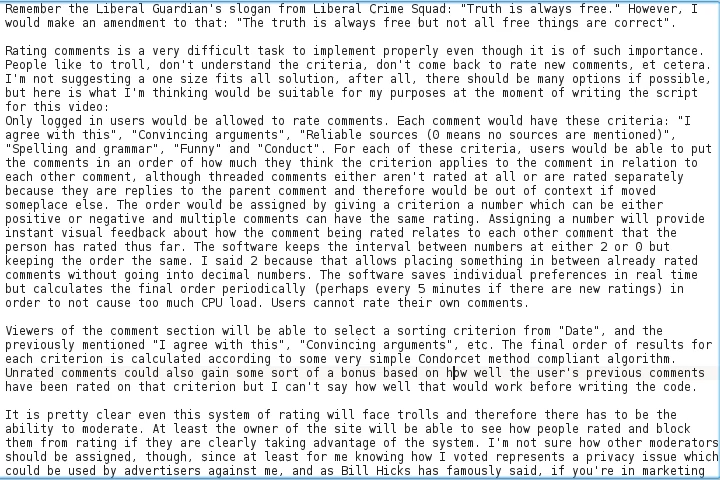 Remember the Liberal Guardian's slogan from Liberal Crime Squad: "Truth is always free." However, I
would make an amendment to that: "The truth is always free but not all free things are correct".
Rating comments is a very difficult task to implement properly even though it is of such importance.
People like to troll, don't understand the criteria, don't come back to rate new comments, et cetera.
I'm not suggesting a one size fits all solution, after all, there should be many options if possible,
but here is what I'm thinking would be suitable for my purposes at the moment of writing the script
for this video:
Only logged in users would be allowed to rate comments. Each comment would have these criteria: "I
agree with this", "Convincing arguments", "Reliable sources (0 means no sources are mentioned)",
"Spelling and grammar", "Funny" and "Conduct". For each of these criteria, users would be able to put
the comments in an order of how much they think the criterion applies to the comment in relation to
each other comment, although threaded comments either aren't rated at all or are rated separately
because they are replies to the parent comment and therefore would be out of context if moved
someplace else. The order would be assigned by giving a criterion a number which can be either
positive or negative and multiple comments can have the same rating. Assigning a number will provide
instant visual feedback about how the comment being rated relates to each other comment that the
person has rated thus far. The software keeps the interval between numbers at either 2 or 0 but
keeping the order the same. I said 2 because that allows placing something in between already rated
comments without going into decimal numbers. The software saves individual preferences in real time
but calculates the final order periodically (perhaps every 5 minutes if there are new ratings) in
order to not cause too much CPU load. Users cannot rate their own comments.
Viewers of the comment section will be able to select a sorting criterion from "Date", and the
previously mentioned "I agree with this", "Convincing arguments", etc. The final order of results for
each criterion is calculated according to some very simple Condorcet method compliant algorithm.
Unrated comments could also gain some sort of a bonus based on how well the user's previous comments
have been rated on that criterion but I can't say how well that would work before writing the code.
It is pretty clear even this system of rating will face trolls and therefore there has to be the
ability to moderate. At least the owner of the site will be able to see how people rated and block
them from rating if they are clearly taking advantage of the system. I'm not sure how other moderators
should be assigned, though, since at least for me knowing how I voted represents a privacy issue which
could be used by advertisers against me, and as Bill Hicks has famously said, if you're in marketing